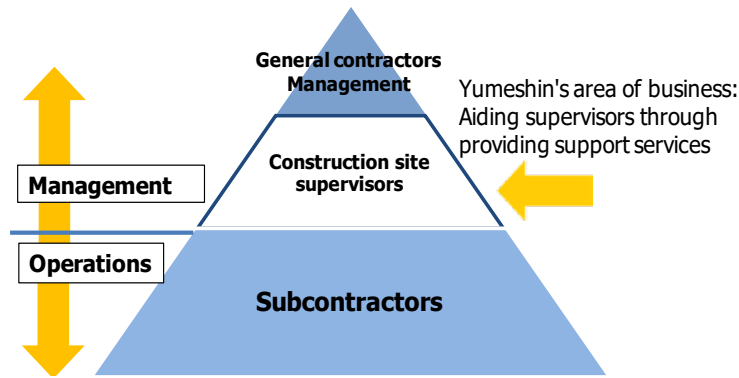 General contractors
Management
Yumeshin's area of business:
Aiding supervisors through
providing support services
Construction site
supervisors
Management
Operations
Subcontractors